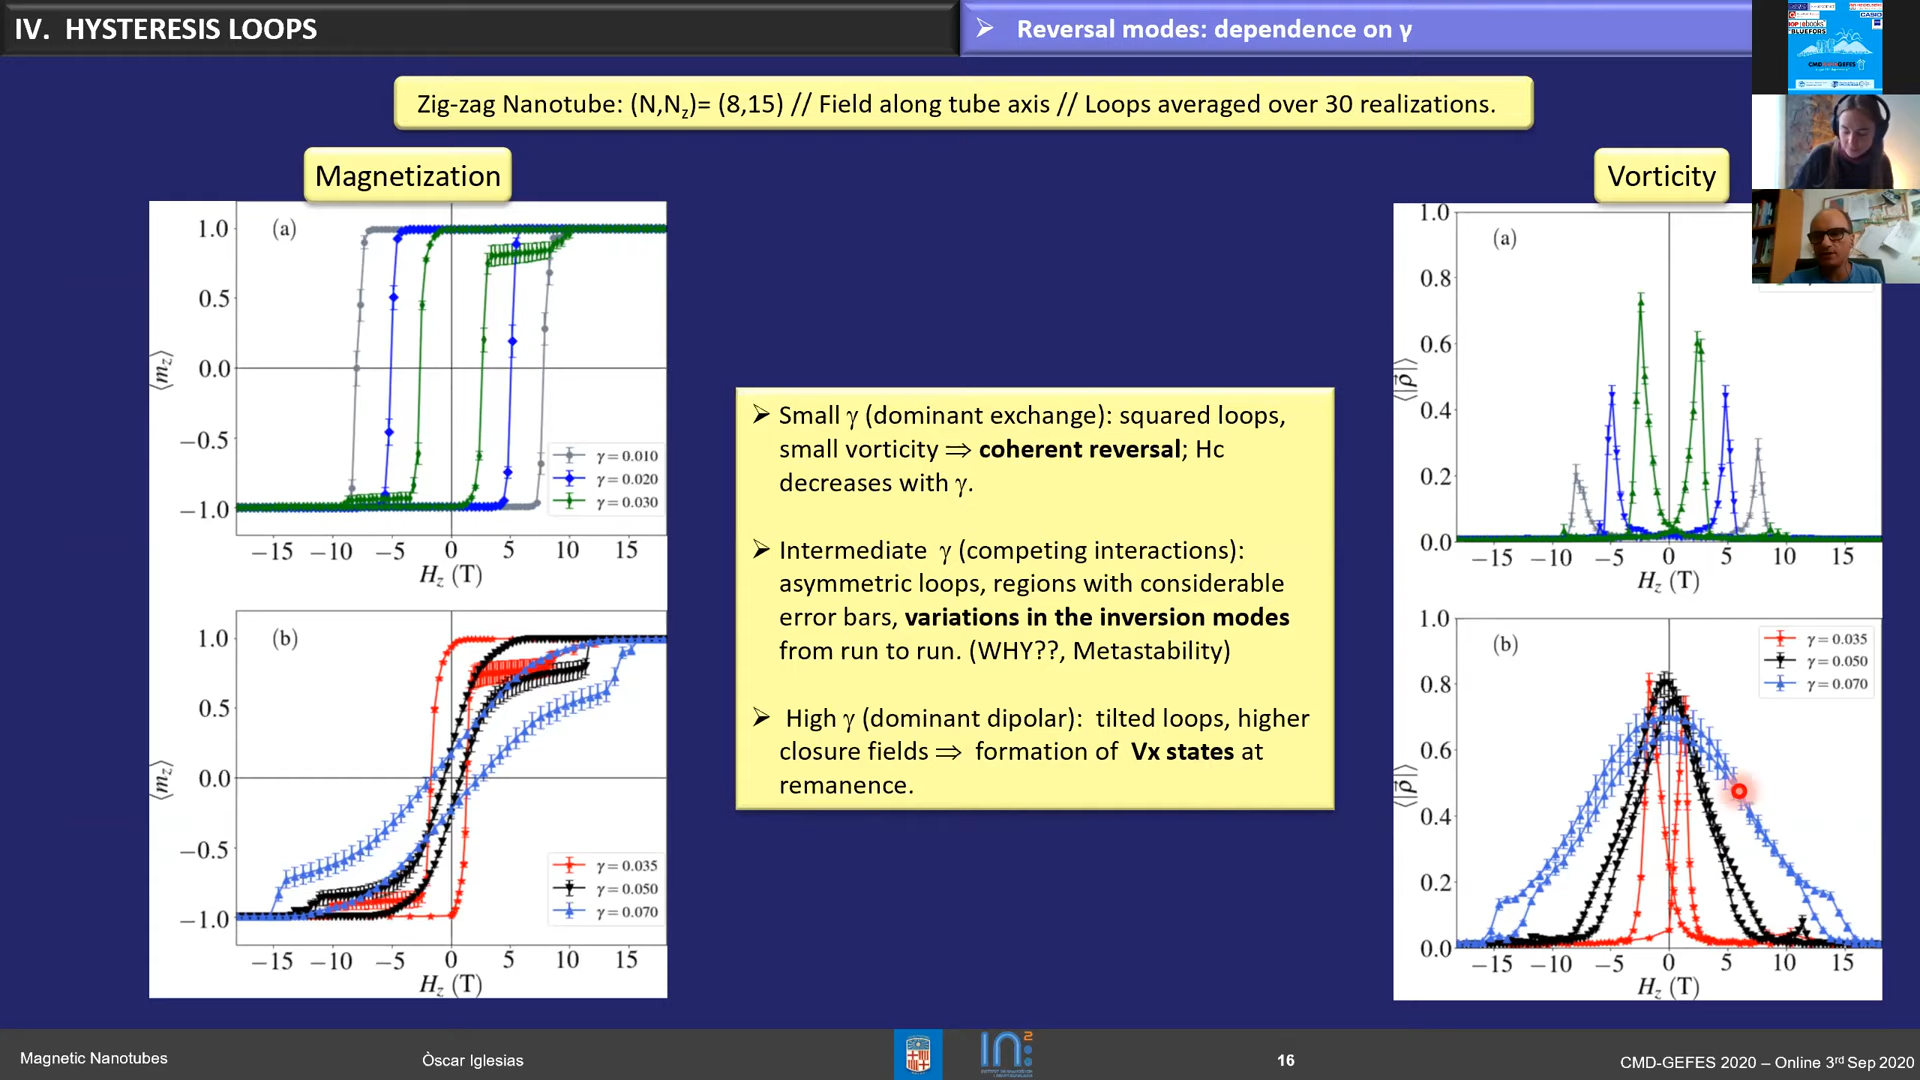 IV. HYSTERESIS LOOPS
➢ Reversal modes: dependence on γ
Zig-zag Nanotube: (N,Nz)= (8,15) // Field along tube axis // Loops averaged over 30 realizations.
Magnetization
(a)
1.0
0.5
0.0
−0.5
−1.0
⟨mz⟩
γ = 0.010
γ = 0.020
γ = 0.030
−15 −10 −5 0 5 10 15
Hz (T)
(b)
1.0
0.5
0.0
−0.5
−1.0
⟨mz⟩
γ = 0.035
γ = 0.050
γ = 0.070
−15 −10 −5 0 5 10 15
Hz (T)
➢ Small γ (dominant exchange): squared loops,
small vorticity ⇒ coherent reversal; Hc
decreases with γ.
➢ Intermediate γ (competing interactions):
asymmetric loops, regions with considerable
error bars, variations in the inversion modes
from run to run. (WHY??, Metastability)
➢ High γ (dominant dipolar): tilted loops, higher
closure fields ⇒ formation of Vx states at
remanence.
Vorticity
(a)
1.0
0.8
0.6
0.4
0.2
0.0
⟨|ρ⃗|⟩
−15 −10 −5 0 5 10 15
Hz (T)
(b)
1.0
0.8
0.6
0.4
0.2
0.0
⟨|ρ⃗|⟩
γ = 0.035
γ = 0.050
γ = 0.070
−15 −10 −5 0 5 10 15
Hz (T)
CASIO
IOP ebooks
BLUEFORS
Magnetic Nanotubes
Òscar Iglesias
IN2
16
CMD-GEFES 2020 – Online 3rd Sep 2020